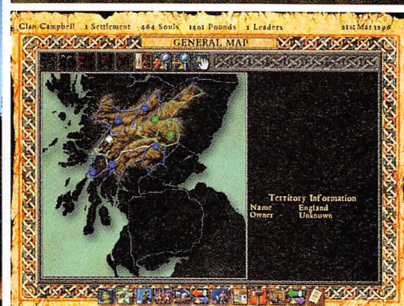 Clan Campbell 1 Settlement 464 Souls 1401 Pounds 1 Leaders 21st Mar 1296
GENERAL MAP
Territory Information
Name England
Owner Unknown